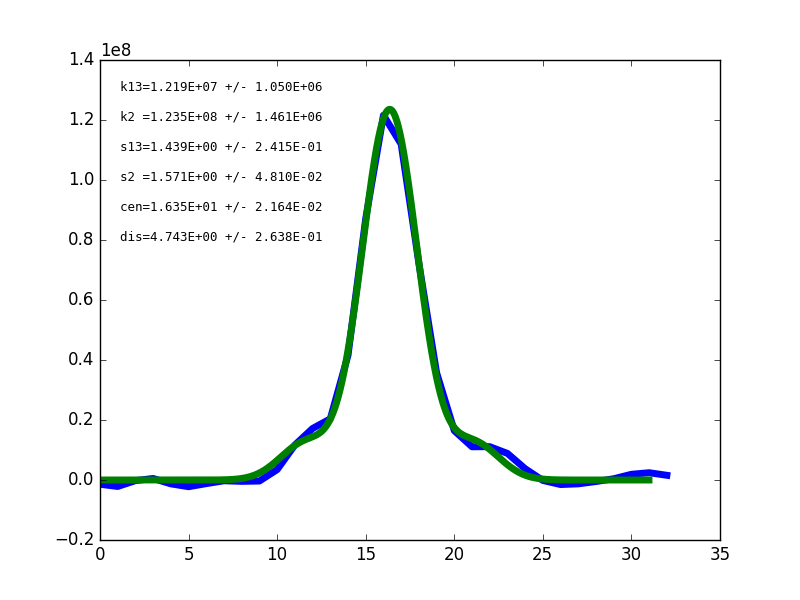 1e8
1.4
k13=1.219E+07 +/- 1.050E+06
1.2
k2 =1.235E+08 +/- 1.461E+06
s13=1.439E+00 +/- 2.415E-01
1.0
s2 =1.571E+00 +/- 4.810E-02
cen=1.635E+01 +/- 2.164E-02
0.8
dis=4.743E+00 +/- 2.638E-01
0.6
0.4
0.2
0.0
−0.2
0 5 10 15 20 25 30 35